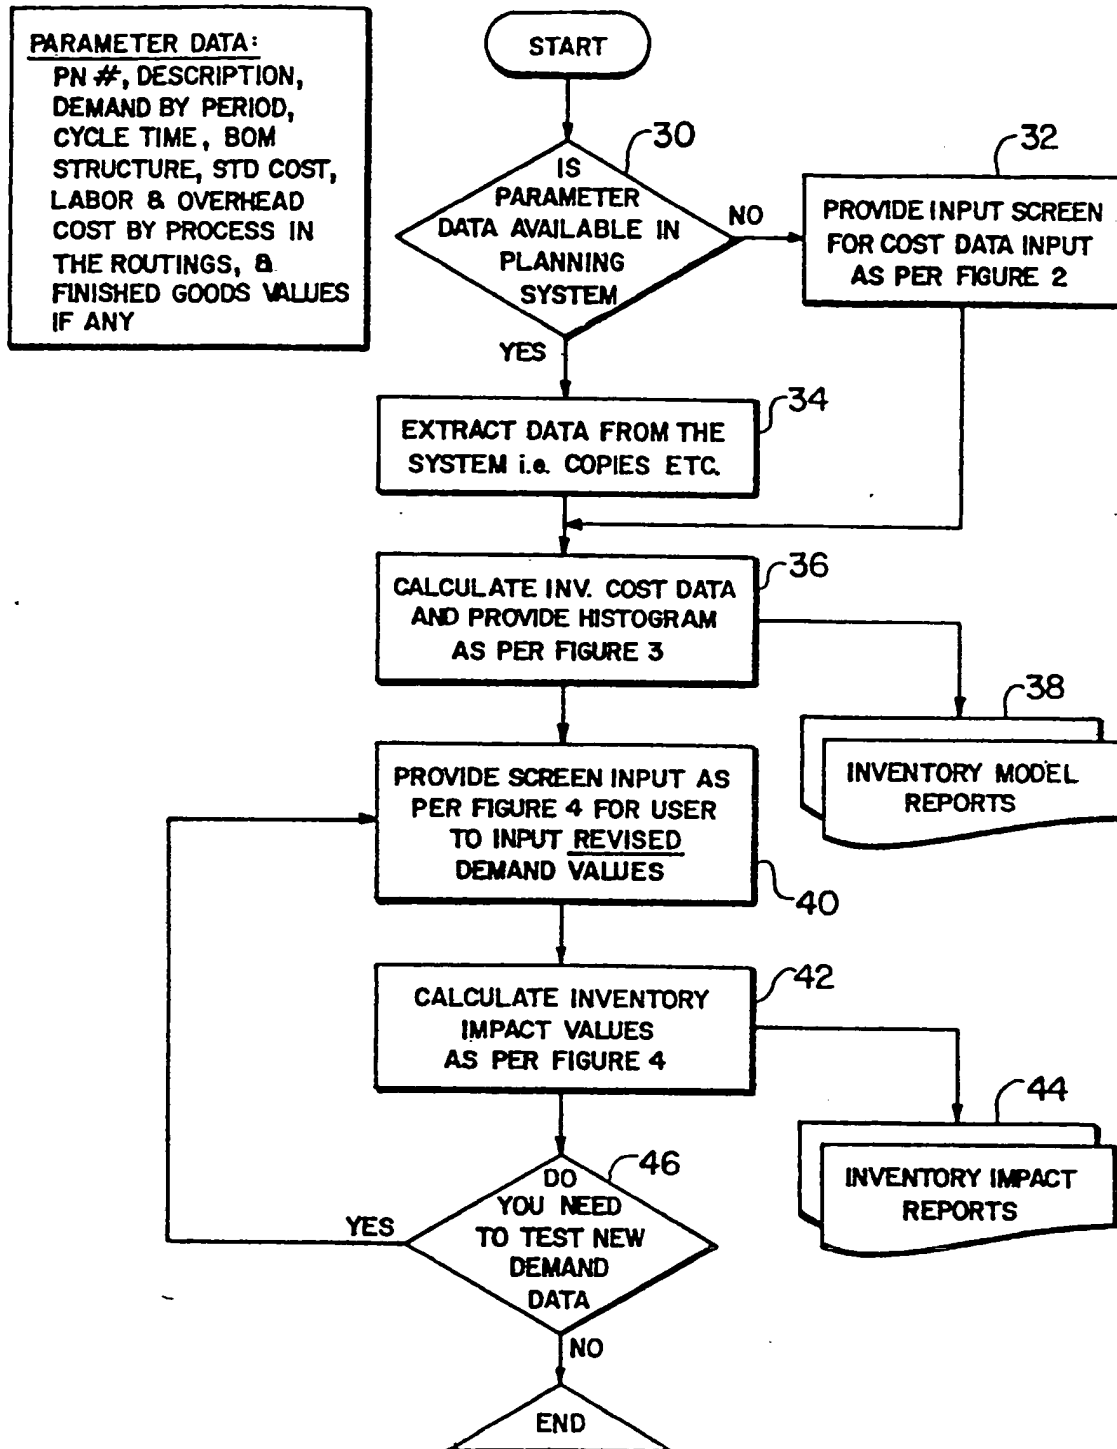 PARAMETER DATA:
PN #, DESCRIPTION,
DEMAND BY PERIOD,
CYCLE TIME, BOM
STRUCTURE, STD COST,
LABOR & OVERHEAD
COST BY PROCESS IN
THE ROUTINGS, &
FINISHED GOODS VALUES
IF ANY
START
30
IS
PARAMETER
DATA AVAILABLE IN
PLANNING
SYSTEM
NO
YES
32
PROVIDE INPUT SCREEN
FOR COST DATA INPUT
AS PER FIGURE 2
34
EXTRACT DATA FROM THE
SYSTEM i.e. COPIES ETC.
36
CALCULATE INV. COST DATA
AND PROVIDE HISTOGRAM
AS PER FIGURE 3
38
INVENTORY MODEL
REPORTS
PROVIDE SCREEN INPUT AS
PER FIGURE 4 FOR USER
TO INPUT REVISED
DEMAND VALUES
40
42
CALCULATE INVENTORY
IMPACT VALUES
AS PER FIGURE 4
44
INVENTORY IMPACT
REPORTS
46
DO
YOU NEED
TO TEST NEW
DEMAND
DATA
YES
NO
END